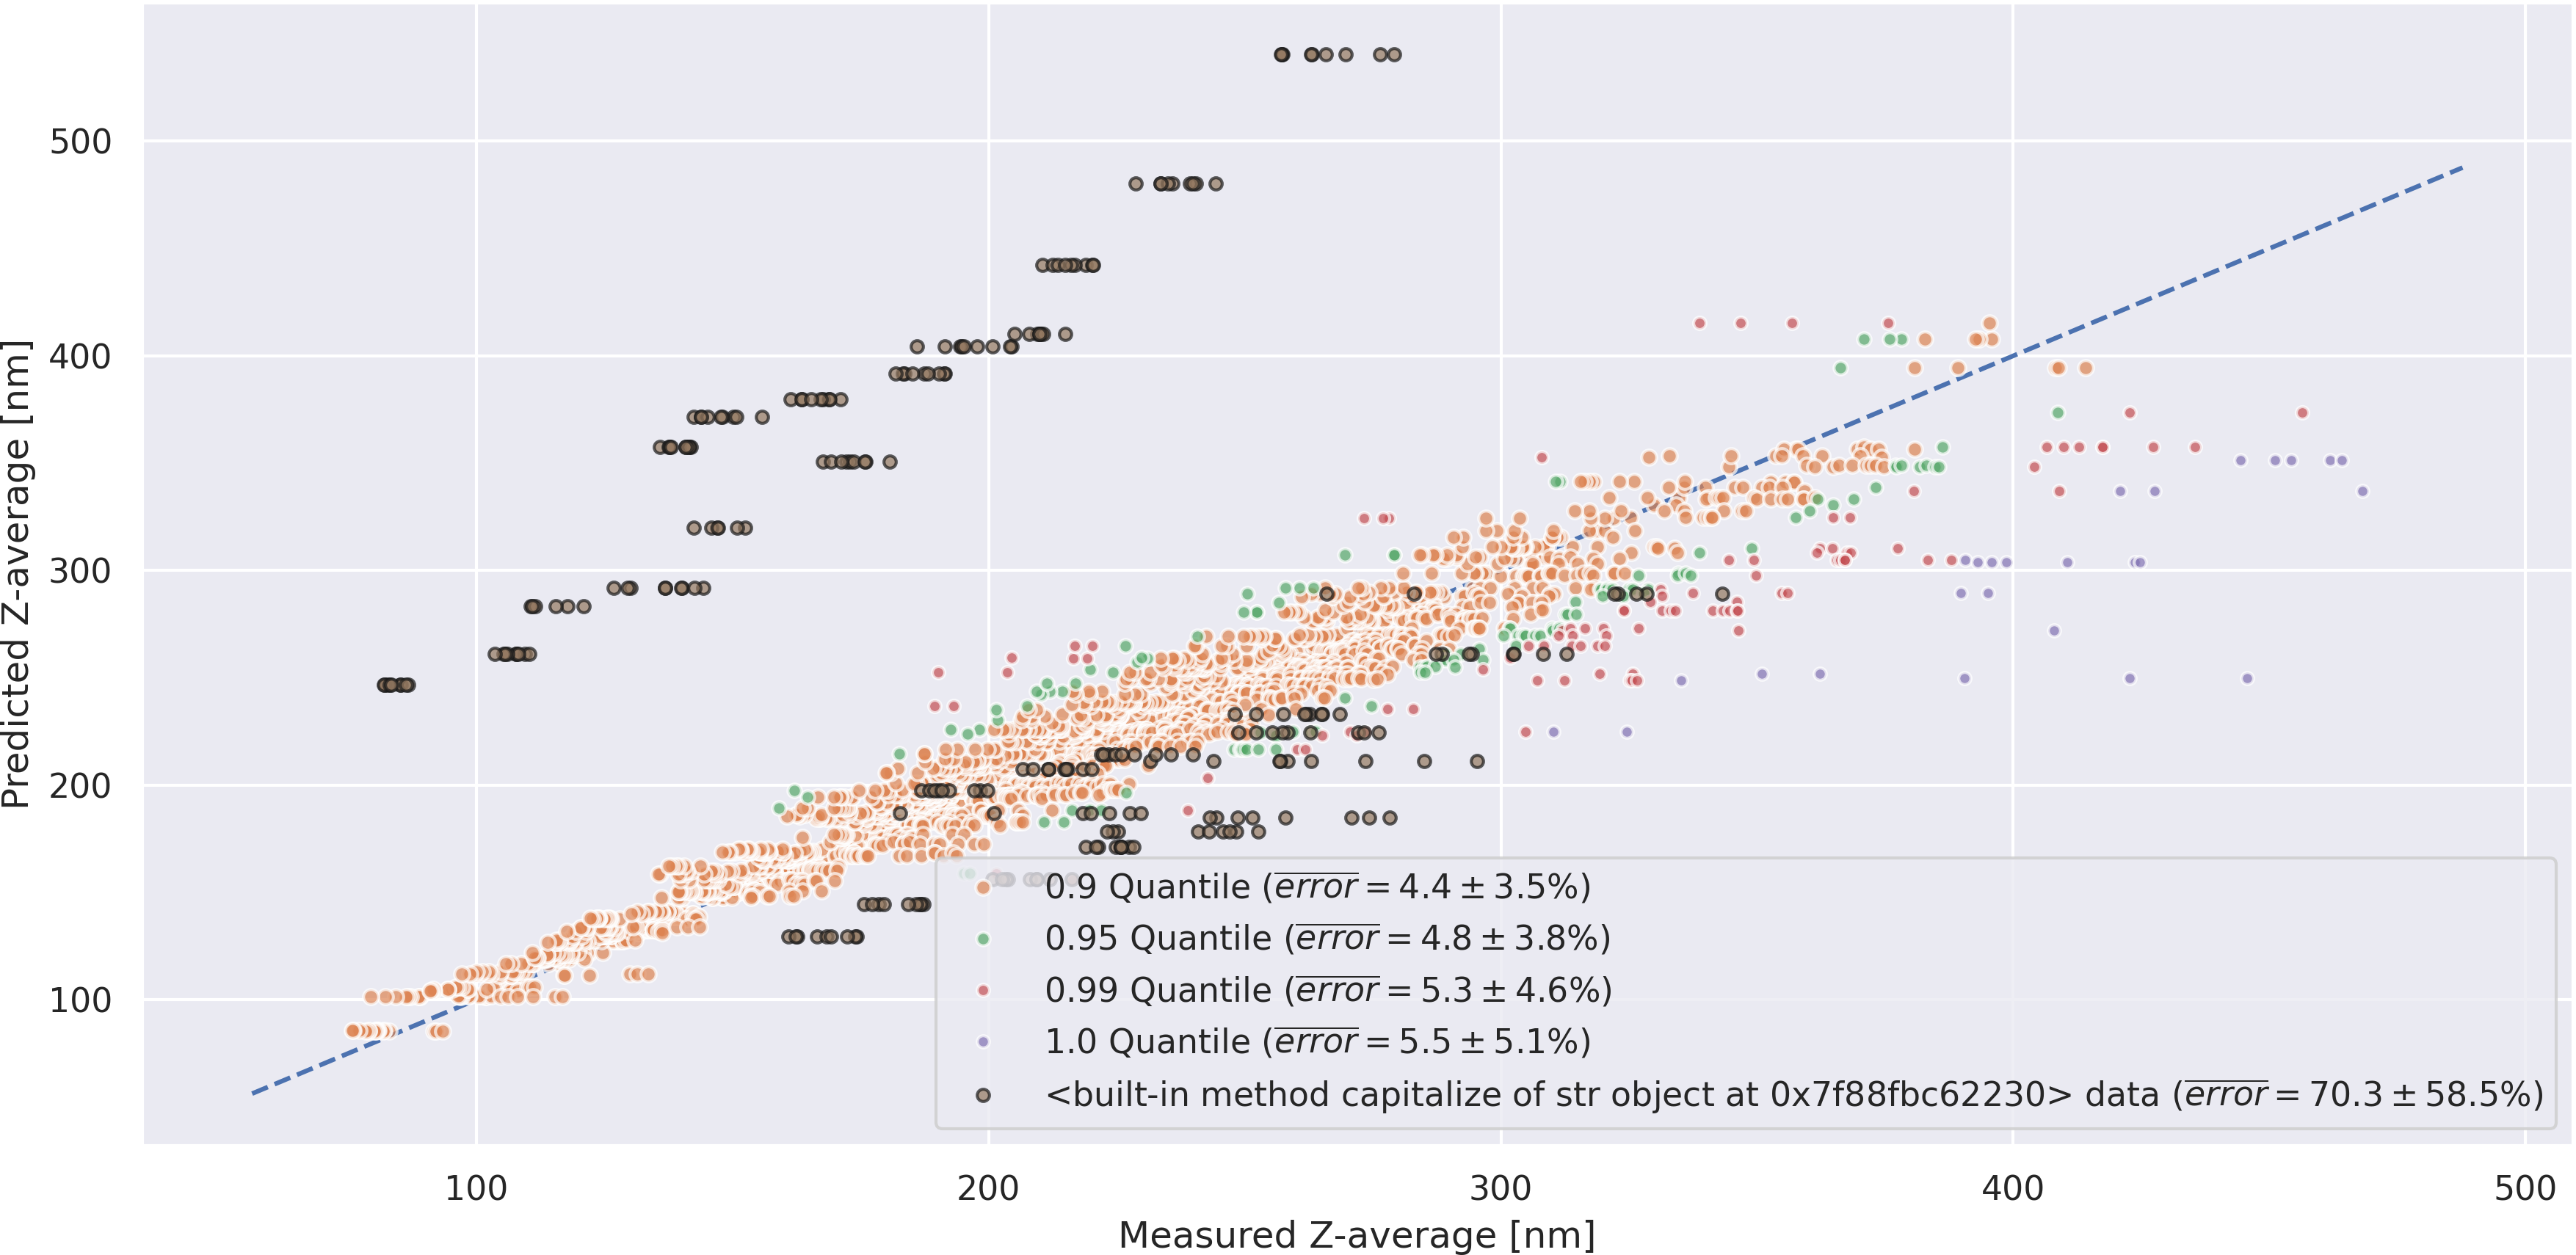 500
400
300
200
100
Predicted Z-average [nm]
0.9 Quantile (error = 4.4 ± 3.5%)
0.95 Quantile (error = 4.8 ± 3.8%)
0.99 Quantile (error = 5.3 ± 4.6%)
1.0 Quantile (error = 5.5 ± 5.1%)
<built-in method capitalize of str object at 0x7f88fbc62230> data (error = 70.3 ± 58.5%)
100 200 300 400 500
Measured Z-average [nm]